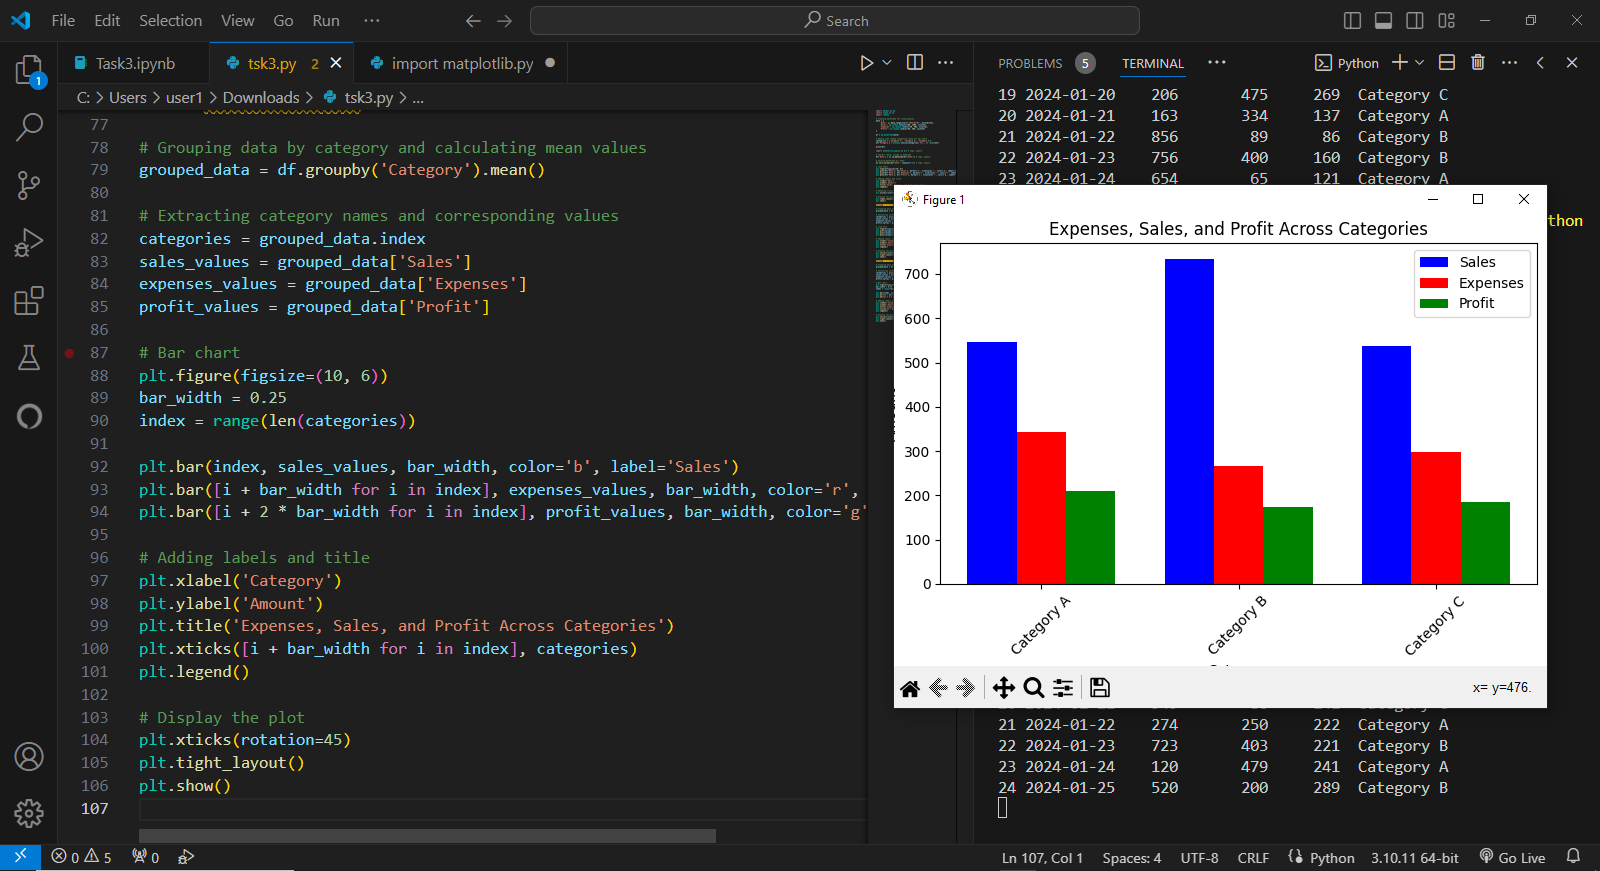 File Edit Selection View Go Run ···
Search
Task3.ipynb
tsk3.py 2
import matplotlib.py
C: > Users > user1 > Downloads > tsk3.py > ...
77
78 # Grouping data by category and calculating mean values
79 grouped_data = df.groupby('Category').mean()
80
81 # Extracting category names and corresponding values
82 categories = grouped_data.index
83 sales_values = grouped_data['Sales']
84 expenses_values = grouped_data['Expenses']
85 profit_values = grouped_data['Profit']
86
87 # Bar chart
88 plt.figure(figsize=(10, 6))
89 bar_width = 0.25
90 index = range(len(categories))
91
92 plt.bar(index, sales_values, bar_width, color='b', label='Sales')
93 plt.bar([i + bar_width for i in index], expenses_values, bar_width, color='r',
94 plt.bar([i + 2 * bar_width for i in index], profit_values, bar_width, color='g'
95
96 # Adding labels and title
97 plt.xlabel('Category')
98 plt.ylabel('Amount')
99 plt.title('Expenses, Sales, and Profit Across Categories')
100 plt.xticks([i + bar_width for i in index], categories)
101 plt.legend()
102
103 # Display the plot
104 plt.xticks(rotation=45)
105 plt.tight_layout()
106 plt.show()
107
PROBLEMS 5 TERMINAL ···
Python
19 2024-01-20 206 475 269 Category C
20 2024-01-21 163 334 137 Category A
21 2024-01-22 856 89 86 Category B
22 2024-01-23 756 400 160 Category B
23 2024-01-24 654 65 121 Category A
thon
Figure 1
Expenses, Sales, and Profit Across Categories
Sales
Expenses
Profit
700
600
500
400
300
200
100
0
Category A
Category B
Category C
x= y=476.
21 2024-01-22 274 250 222 Category A
22 2024-01-23 723 403 221 Category B
23 2024-01-24 120 479 241 Category A
24 2024-01-25 520 200 289 Category B
1
0 5 0
Ln 107, Col 1 Spaces: 4 UTF-8 CRLF Python 3.10.11 64-bit Go Live